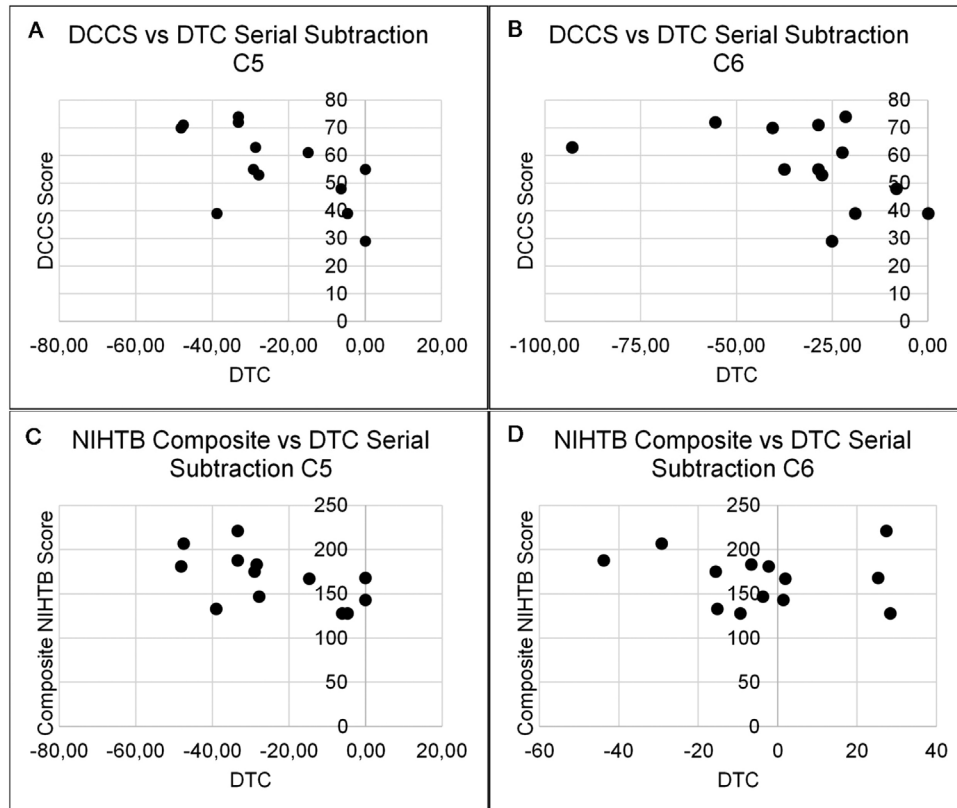 A
DCCS vs DTC Serial Subtraction
C5
80
70
60
50
40
30
20
10
0
DCCS Score
-80,00 -60,00 -40,00 -20,00 0,00 20,00
DTC
B
DCCS vs DTC Serial Subtraction
C6
80
70
60
50
40
30
20
10
0
DCCS Score
-100,00 -75,00 -50,00 -25,00 0,00
DTC
C
NIHTB Composite vs DTC Serial
Subtraction C5
250
200
150
100
50
0
Composite NIHTB Score
-80,00 -60,00 -40,00 -20,00 0,00 20,00
DTC
D
NIHTB Composite vs DTC Serial
Subtraction C6
250
200
150
100
50
0
Composite NIHTB Score
-60 -40 -20 0 20 40
DTC